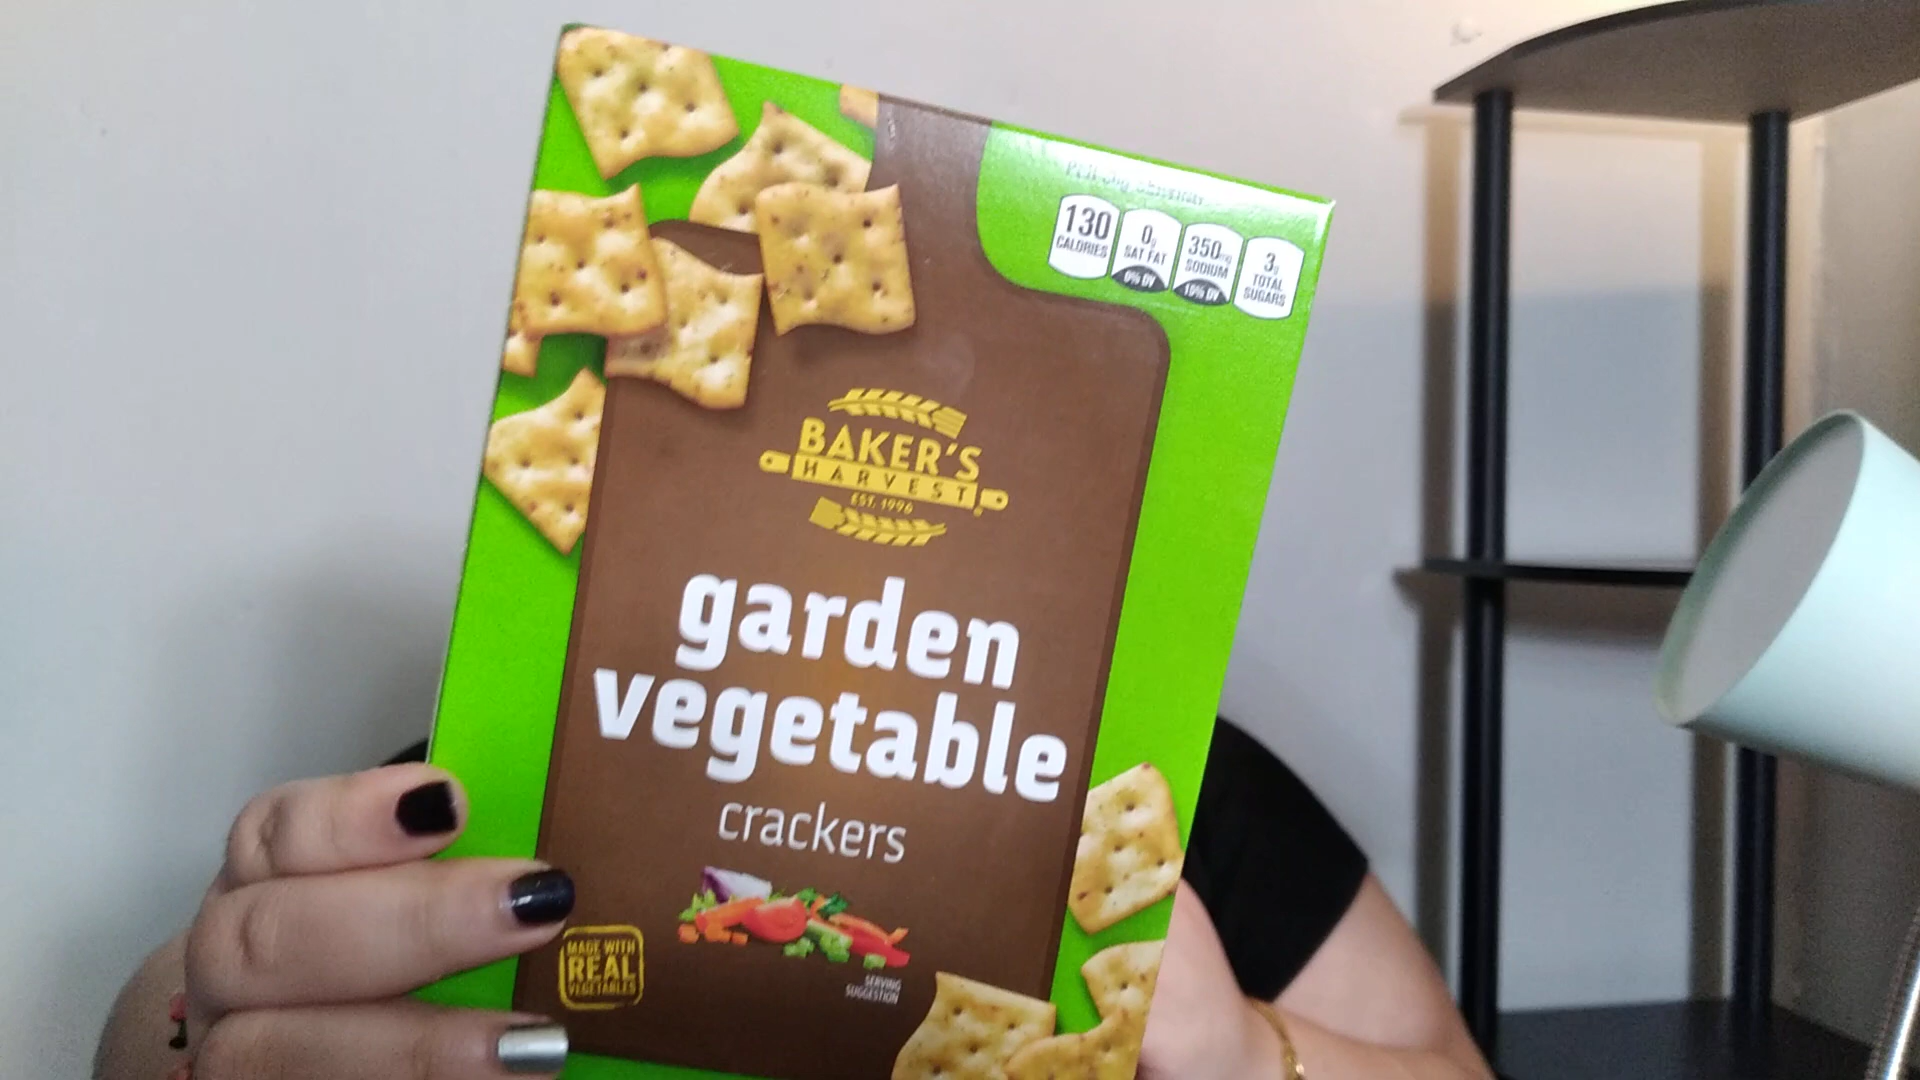 130
CALORIES
0g
SAT FAT
0% DV
350mg
SODIUM
15% DV
3g
TOTAL
SUGARS
BAKER'S
HARVEST
EST. 1996
garden
vegetable
crackers
MADE WITH
REAL
VEGETABLES
SERVING
SUGGESTION